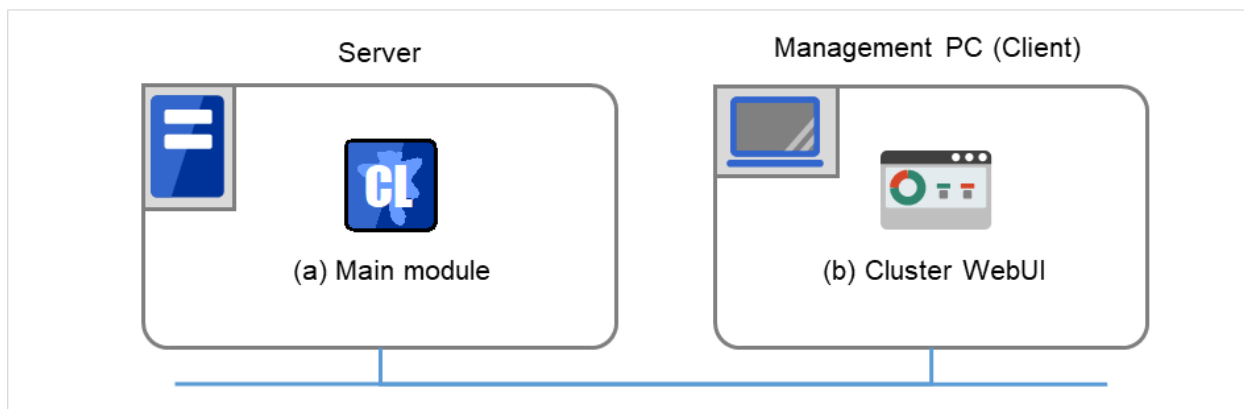 Server
Management PC (Client)
CL
(a) Main module
(b) Cluster WebUI